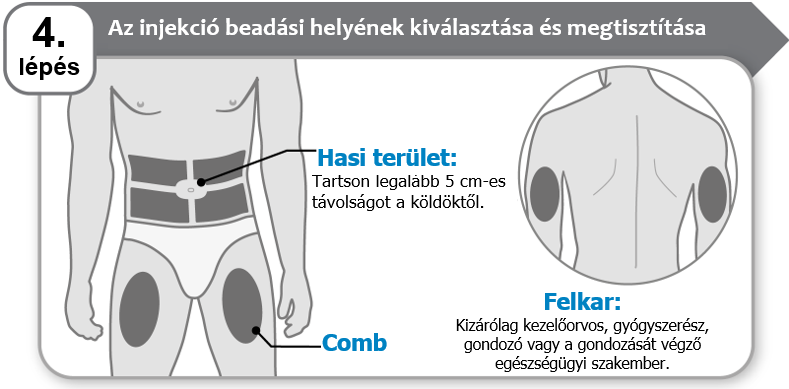 4.
lépés
Az injekció beadási helyének kiválasztása és megtisztítása
Hasi terület:
Tartson legalább 5 cm-es
távolságot a köldöktől.
Comb
Felkar:
Kizárólag kezelőorvos, gyógyszerész,
gondozó vagy a gondozását végző
egészségügyi szakember.